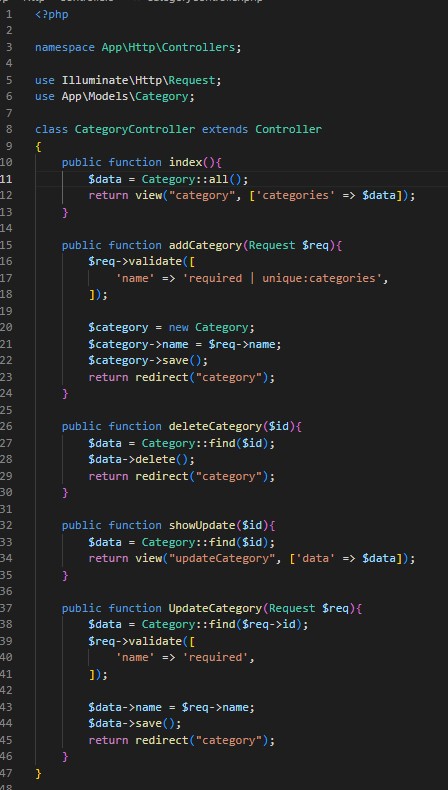 1 <?php
2
3 namespace App\Http\Controllers;
4
5 use Illuminate\Http\Request;
6 use App\Models\Category;
7
8 class CategoryController extends Controller
9 {
10     public function index(){
11         $data = Category::all();
12         return view("category", ['categories' => $data]);
13     }
14
15     public function addCategory(Request $req){
16         $req->validate([
17             'name' => 'required | unique:categories',
18         ]);
19
20         $category = new Category;
21         $category->name = $req->name;
22         $category->save();
23         return redirect("category");
24     }
25
26     public function deleteCategory($id){
27         $data = Category::find($id);
28         $data->delete();
29         return redirect("category");
30     }
31
32     public function showUpdate($id){
33         $data = Category::find($id);
34         return view("updateCategory", ['data' => $data]);
35     }
36
37     public function UpdateCategory(Request $req){
38         $data = Category::find($req->id);
39         $req->validate([
40             'name' => 'required',
41         ]);
42
43         $data->name = $req->name;
44         $data->save();
45         return redirect("category");
46     }
47 }